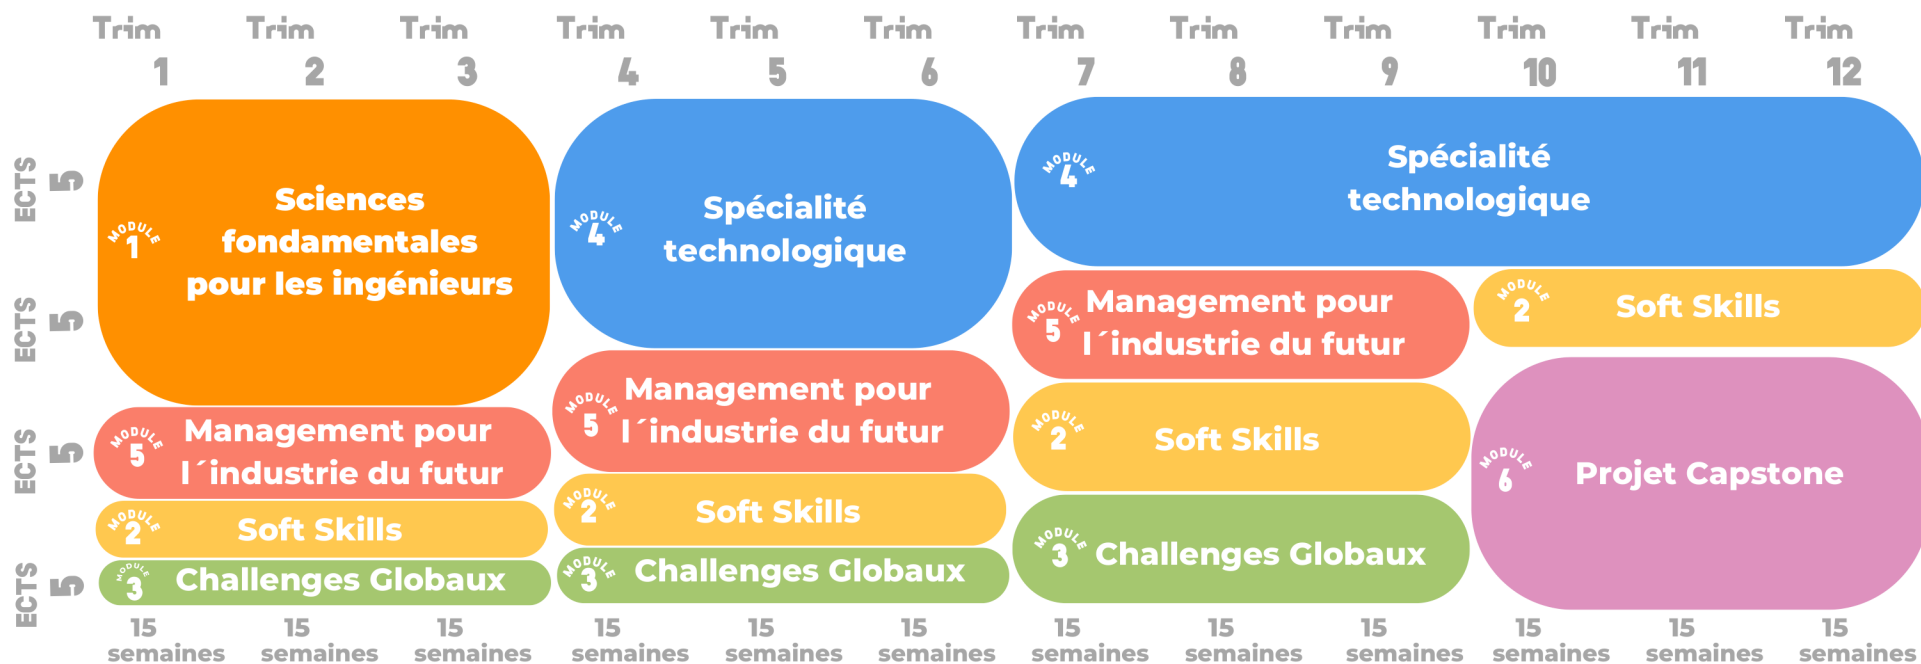 Trim Trim Trim Trim Trim Trim Trim Trim Trim Trim Trim Trim
1 2 3 4 5 6 7 8 9 10 11 12
ECTS 5
ECTS 5
ECTS 5
ECTS 5
MODULE
1
Sciences
fondamentales
pour les ingénieurs
MODULE
5
Management pour
l´industrie du futur
MODULE
2
Soft Skills
MODULE
3
Challenges Globaux
MODULE
4
Spécialité
technologique
MODULE
5
Management pour
l´industrie du futur
MODULE
2
Soft Skills
MODULE
3
Challenges Globaux
MODULE
4
Spécialité
technologique
MODULE
5
Management pour
l´industrie du futur
MODULE
2
Soft Skills
MODULE
3
Challenges Globaux
MODULE
2
Soft Skills
MODULE
6
Projet Capstone
15 15 15 15 15 15 15 15 15 15 15 15
semaines semaines semaines semaines semaines semaines semaines semaines semaines semaines semaines semaines